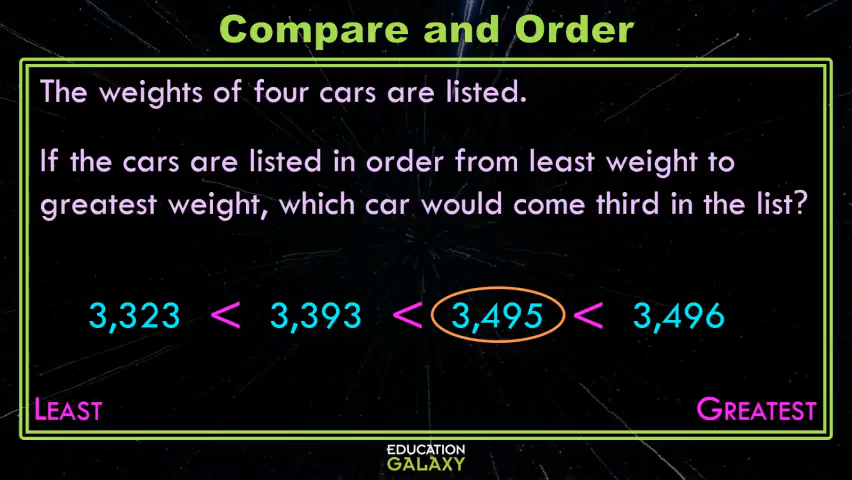 Compare and Order
The weights of four cars are listed.
If the cars are listed in order from least weight to
greatest weight, which car would come third in the list?
3,323 < 3,393 < 3,495 < 3,496
LEAST GREATEST
EDUCATION
GALAXY